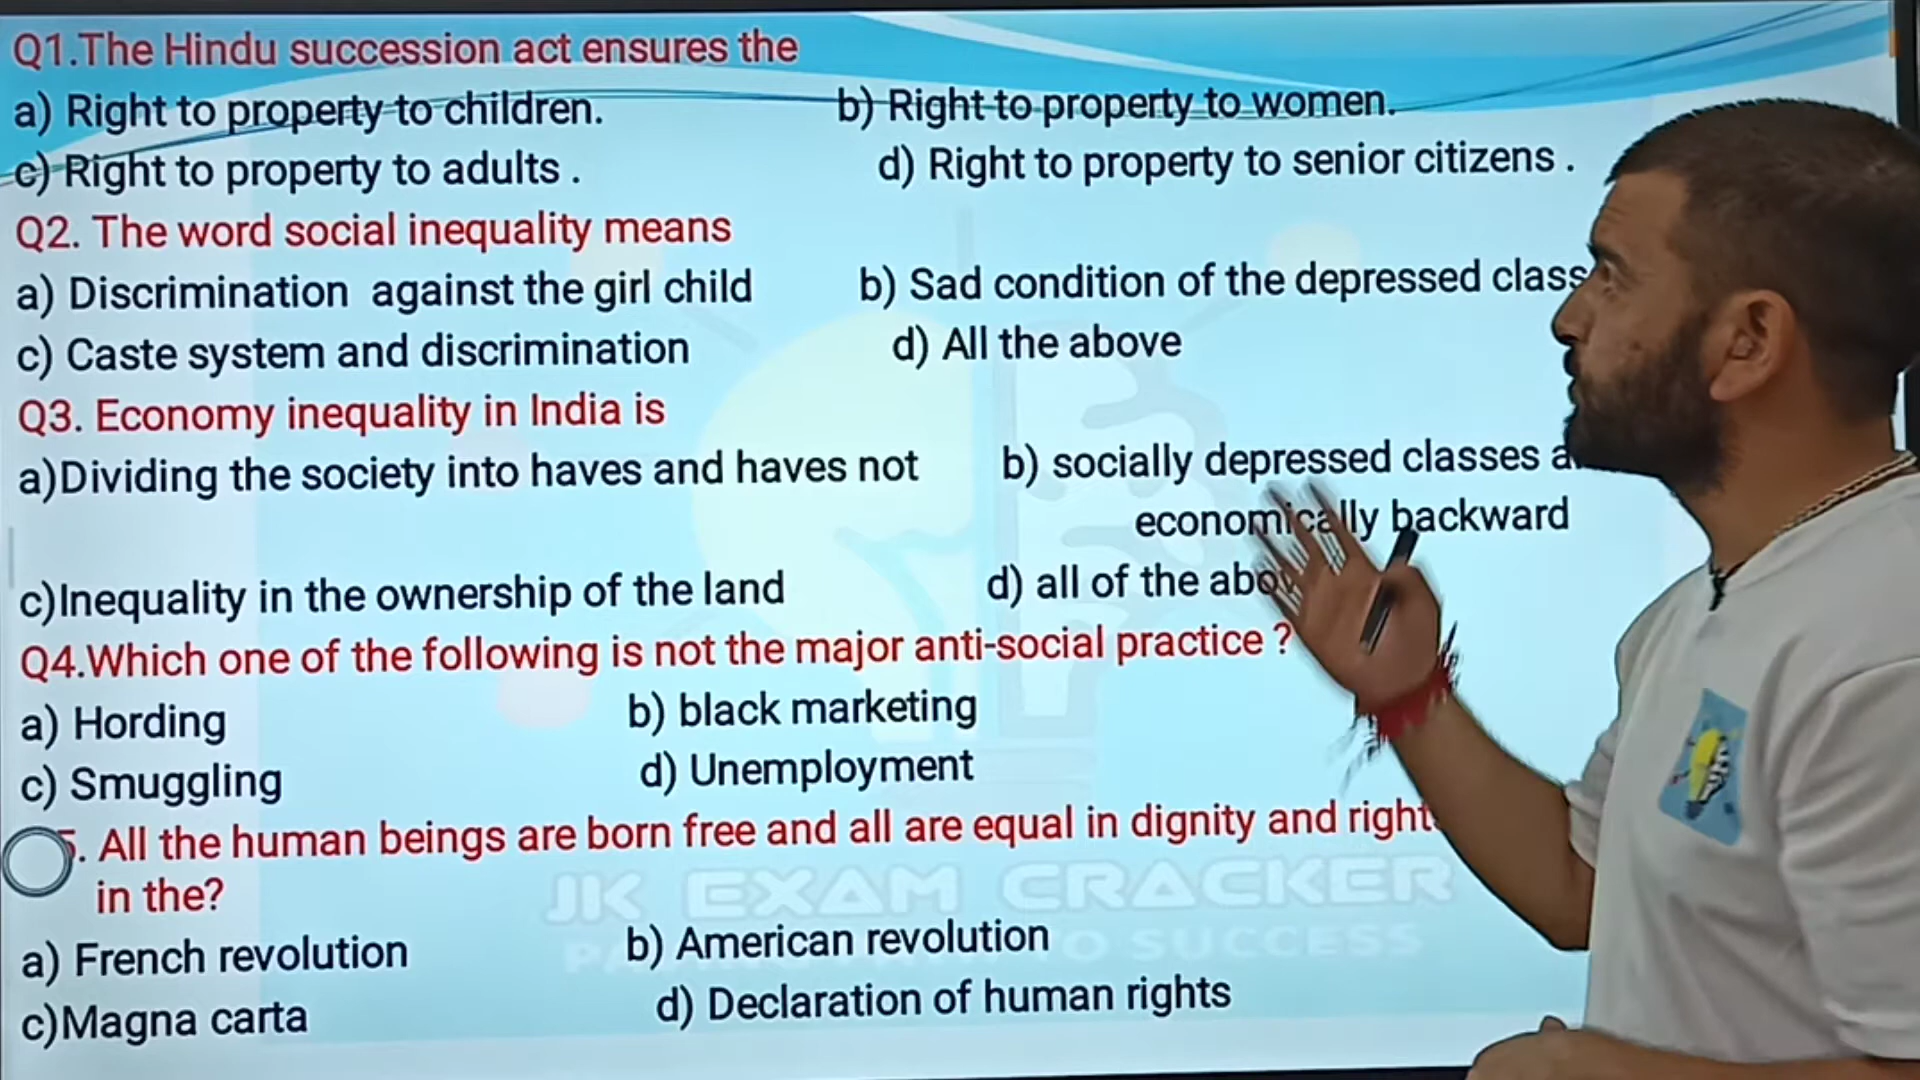 Q1.The Hindu succession act ensures the
a) Right to property to children. b) Right to property to women.
c) Right to property to adults . d) Right to property to senior citizens .
Q2. The word social inequality means
a) Discrimination against the girl child b) Sad condition of the depressed class
c) Caste system and discrimination d) All the above
Q3. Economy inequality in India is
a)Dividing the society into haves and haves not b) socially depressed classes
economically backward
c)Inequality in the ownership of the land d) all of the
Q4.Which one of the following is not the major anti-social practice ?
a) Hording b) black marketing
c) Smuggling d) Unemployment
5. All the human beings are born free and all are equal in dignity and right
in the?
JK EXAM CRACKER
a) French revolution b) American revolution
TO SUCCESS
c)Magna carta d) Declaration of human rights